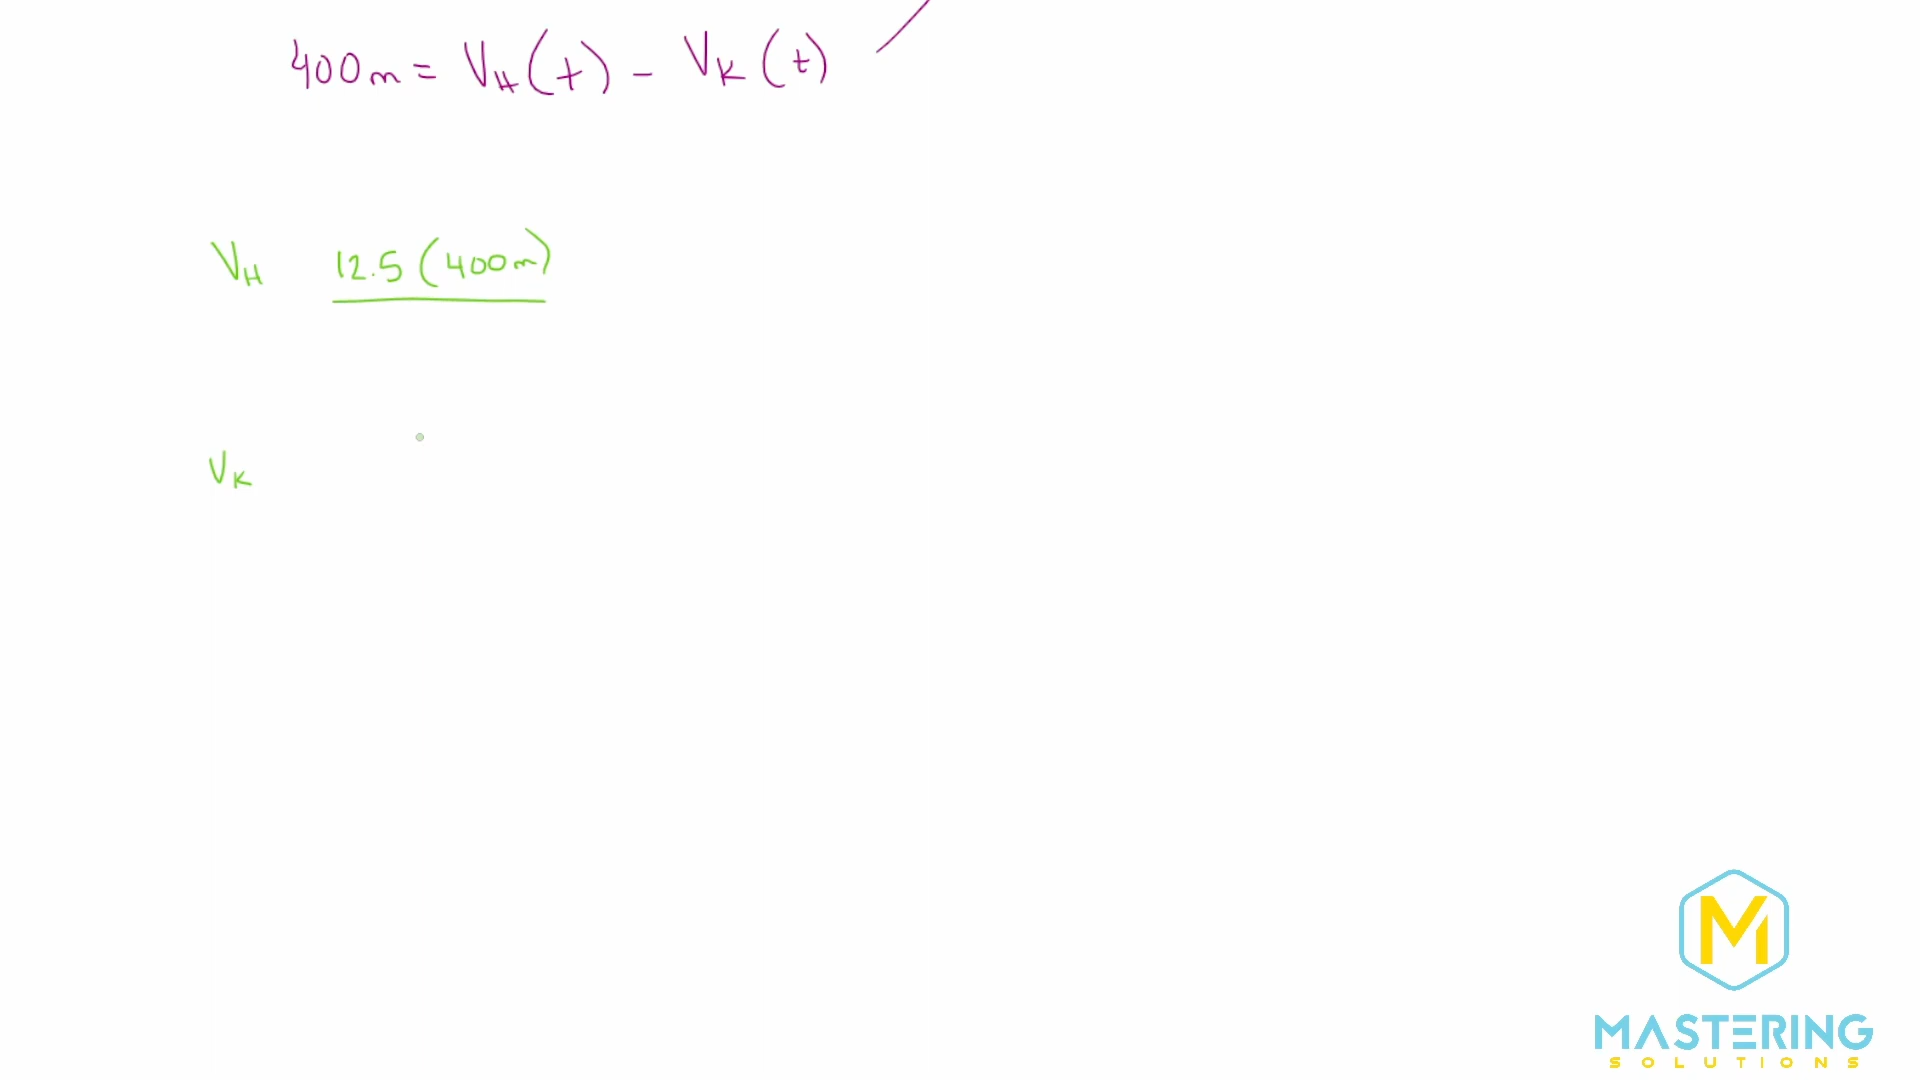 400m = V_H(t) - V_K(t)
V_H 12.5(400m)
V_K
MASTERING
SOLUTIONS